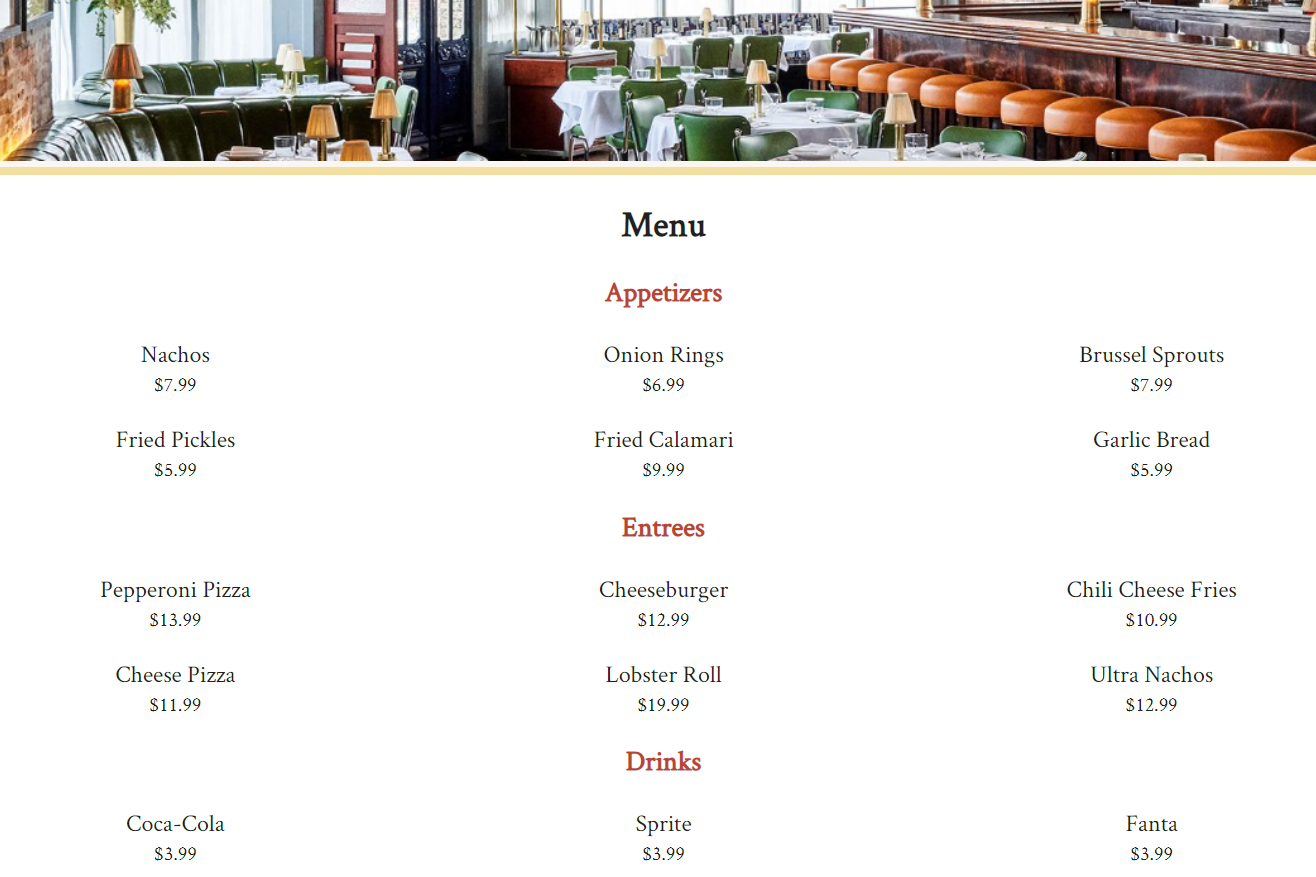 Menu
Appetizers
Nachos
$7.99
Onion Rings
$6.99
Brussel Sprouts
$7.99
Fried Pickles
$5.99
Fried Calamari
$9.99
Garlic Bread
$5.99
Entrees
Pepperoni Pizza
$13.99
Cheeseburger
$12.99
Chili Cheese Fries
$10.99
Cheese Pizza
$11.99
Lobster Roll
$19.99
Ultra Nachos
$12.99
Drinks
Coca-Cola
$3.99
Sprite
$3.99
Fanta
$3.99